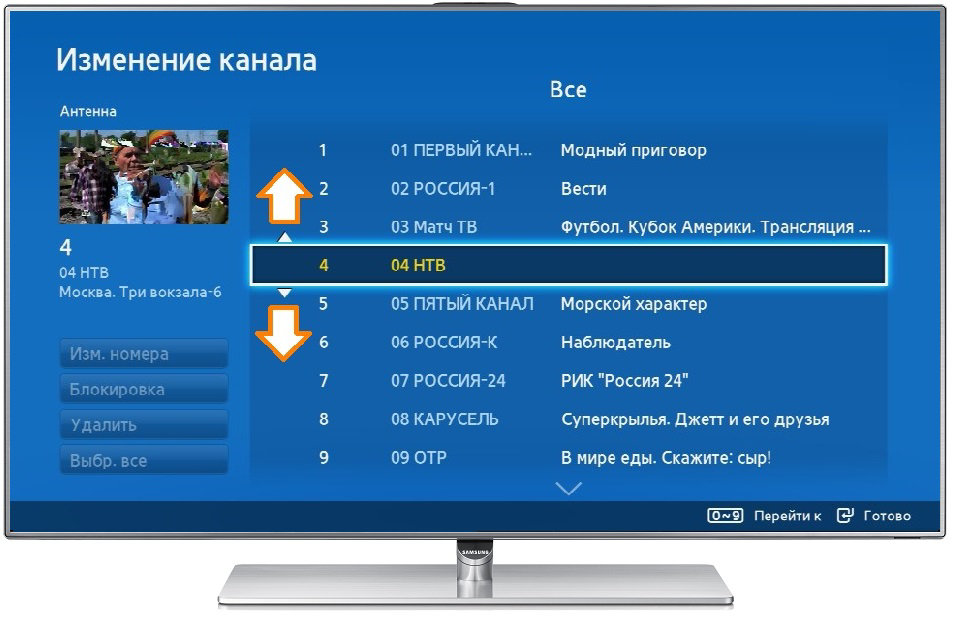 Изменение канала
Все
Антенна
4
04 НТВ
Москва. Три вокзала-6
Изм. номера
Блокировка
Удалить
Выбр. все
1 01 ПЕРВЫЙ КАН... Модный приговор
2 02 РОССИЯ-1 Вести
3 03 Матч ТВ Футбол. Кубок Америки. Трансляция ...
4 04 НТВ
5 05 ПЯТЫЙ КАНАЛ Морской характер
6 06 РОССИЯ-К Наблюдатель
7 07 РОССИЯ-24 РИК "Россия 24"
8 08 КАРУСЕЛЬ Суперкрылья. Джетт и его друзья
9 09 ОТР В мире еды. Скажите: сыр!
0~9 Перейти к Готово
SAMSUNG